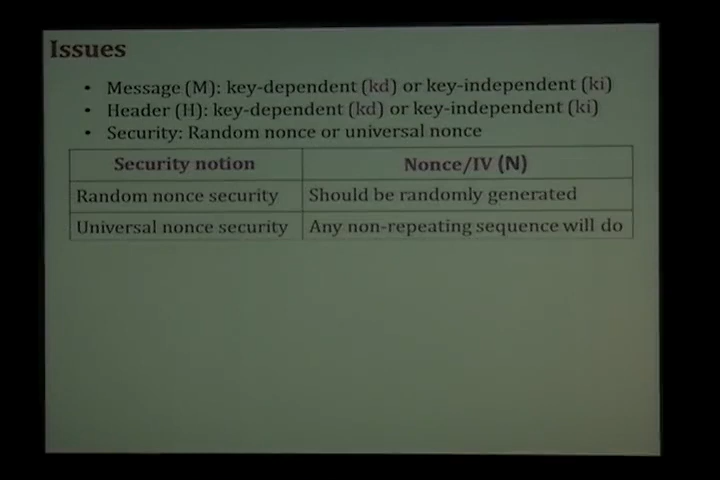 Issues
• Message (M): key-dependent (kd) or key-independent (ki)
• Header (H): key-dependent (kd) or key-independent (ki)
• Security: Random nonce or universal nonce
Security notion Nonce/IV (N)
Random nonce security Should be randomly generated
Universal nonce security Any non-repeating sequence will do